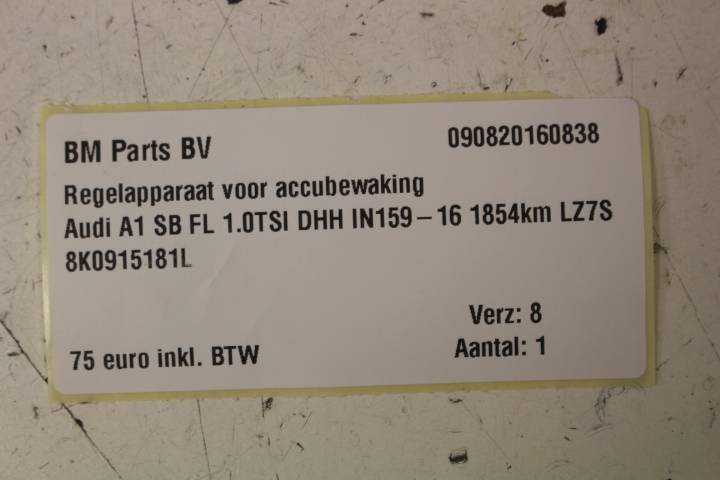 BM Parts BV 090820160838
Regelapparaat voor accubewaking
Audi A1 SB FL 1.0TSI DHH IN159-16 1854km LZ7S
8K0915181L
Verz: 8
75 euro inkl. BTW Aantal: 1